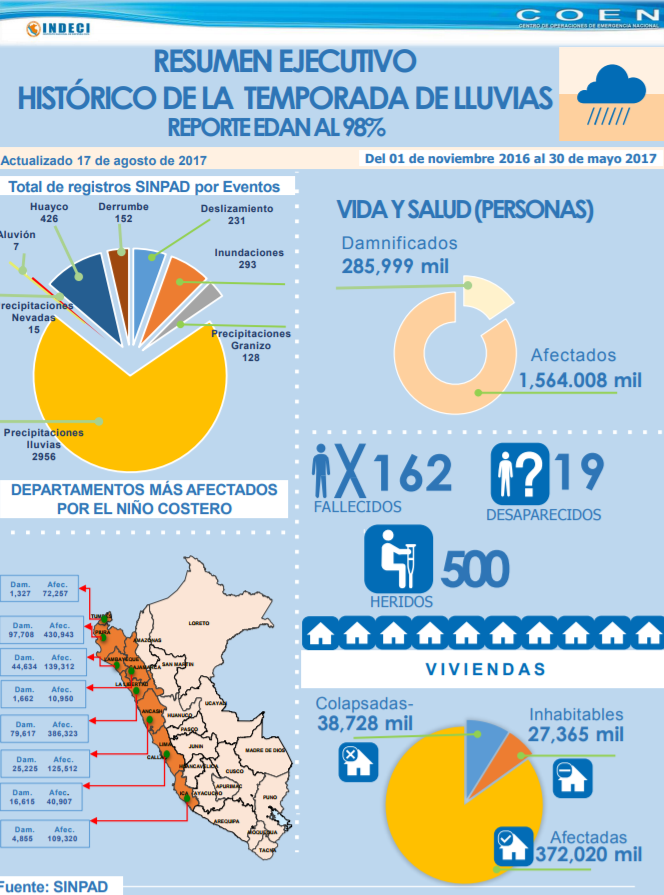 INDECI
COEN
CENTRO DE OPERACIONES DE EMERGENCIA NACIONAL
RESUMEN EJECUTIVO
HISTÓRICO DE LA TEMPORADA DE LLUVIAS
REPORTE EDAN AL 98%
Actualizado 17 de agosto de 2017
Del 01 de noviembre 2016 al 30 de mayo 2017
Total de registros SINPAD por Eventos
Huayco
426
Derrumbe
152
Deslizamiento
231
Aluvión
7
Inundaciones
293
recipitaciones
Nevadas
15
Precipitaciones
Granizo
128
Precipitaciones
lluvias
2956
VIDA Y SALUD (PERSONAS)
Damnificados
285,999 mil
Afectados
1,564.008 mil
162
FALLECIDOS
?
19
DESAPARECIDOS
500
HERIDOS
DEPARTAMENTOS MÁS AFECTADOS
POR EL NIÑO COSTERO
Dam. Afec.
1,327 72,257
Dam. Afec.
97,708 430,943
Dam. Afec.
44,634 139,312
Dam. Afec.
1,662 10,950
Dam. Afec.
79,617 386,323
Dam. Afec.
25,225 125,512
Dam. Afec.
16,615 40,907
Dam. Afec.
4,855 109,320
TUMBES
PIURA
LORETO
AMAZONAS
LAMBAYEQUE
CAJAMARCA
SAN MARTIN
LA LIBERTAD
ANCASH
HUANUCO
UCAYALI
PASCO
LIMA
CALLAO
JUNIN
MADRE DE DIOS
HUANCAVELICA
CUSCO
ICA
AYACUCHO
APURIMAC
PUNO
AREQUIPA
MOQUEGUA
TACNA
VIVIENDAS
Colapsadas-
38,728 mil
Inhabitables
27,365 mil
Afectadas
372,020 mil
Fuente: SINPAD